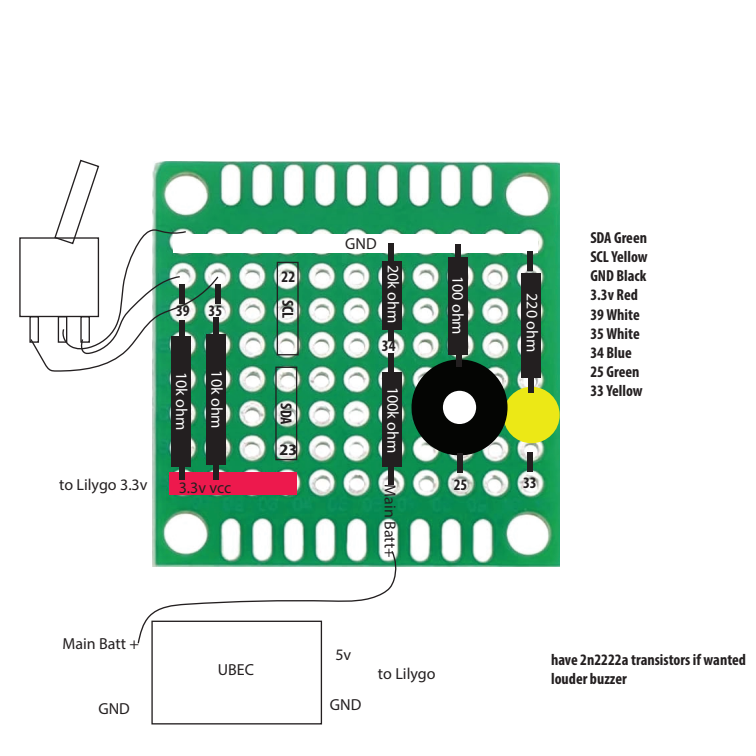 GND
SDA Green
SCL Yellow
GND Black
3.3v Red
39 White
35 White
34 Blue
25 Green
33 Yellow
22
SCL
20k ohm
100 ohm
220 ohm
39
35
34
10k ohm
10k ohm
SDA
23
100k ohm
to Lilygo 3.3v
3.3v vcc
Main Batt+
25
33
Main Batt +
UBEC
5v
to Lilygo
GND
GND
have 2n2222a transistors if wanted
louder buzzer